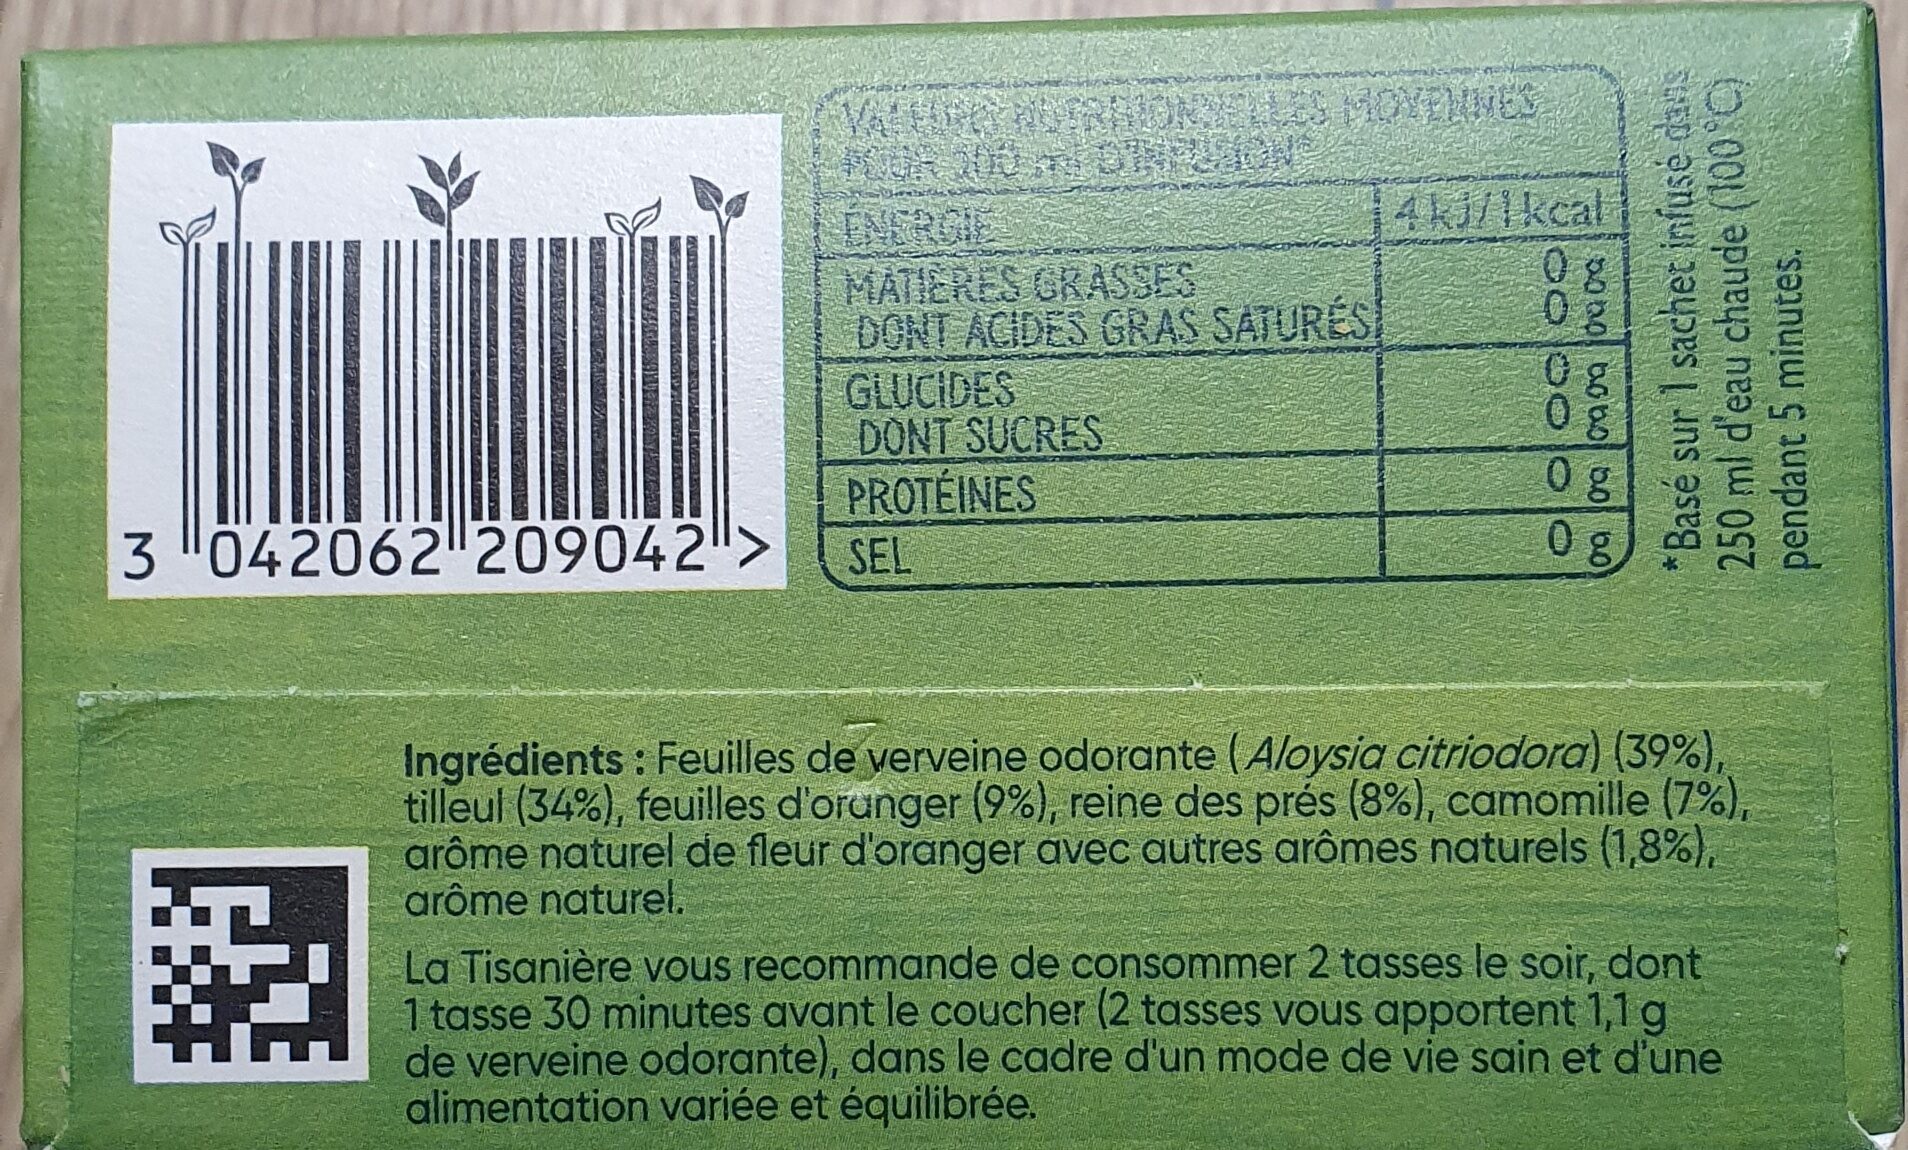 3 042062 209042 >
VALEURS NUTRITIONNELLES MOYENNES
POUR 100 ml D'INFUSION*
ÉNERGIE 4 kJ/1 kcal
MATIÈRES GRASSES 0 g
DONT ACIDES GRAS SATURÉS 0 g
GLUCIDES 0 g
DONT SUCRES 0 g
PROTÉINES 0 g
SEL 0 g
*Basé sur 1 sachet infusé dans
250 ml d'eau chaude (100°C)
pendant 5 minutes.
Ingrédients : Feuilles de verveine odorante (Aloysia citriodora) (39%),
tilleul (34%), feuilles d'oranger (9%), reine des prés (8%), camomille (7%),
arôme naturel de fleur d'oranger avec autres arômes naturels (1,8%),
arôme naturel.
La Tisanière vous recommande de consommer 2 tasses le soir, dont
1 tasse 30 minutes avant le coucher (2 tasses vous apportent 1,1 g
de verveine odorante), dans le cadre d'un mode de vie sain et d'une
alimentation variée et équilibrée.